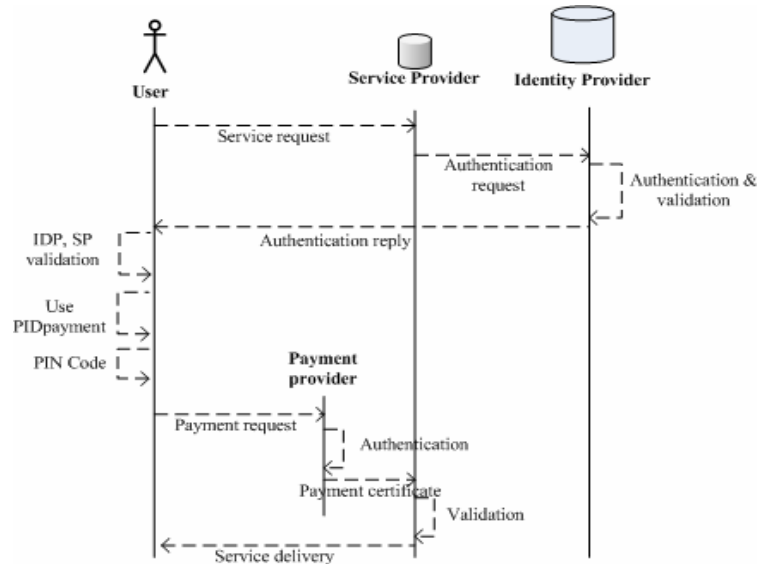 User
Service Provider
Identity Provider
Service request
Authentication
request
Authentication &
validation
Authentication reply
IDP, SP
validation
Use
PIDpayment
PIN Code
Payment
provider
Payment request
Authentication
Payment certificate
Validation
Service delivery